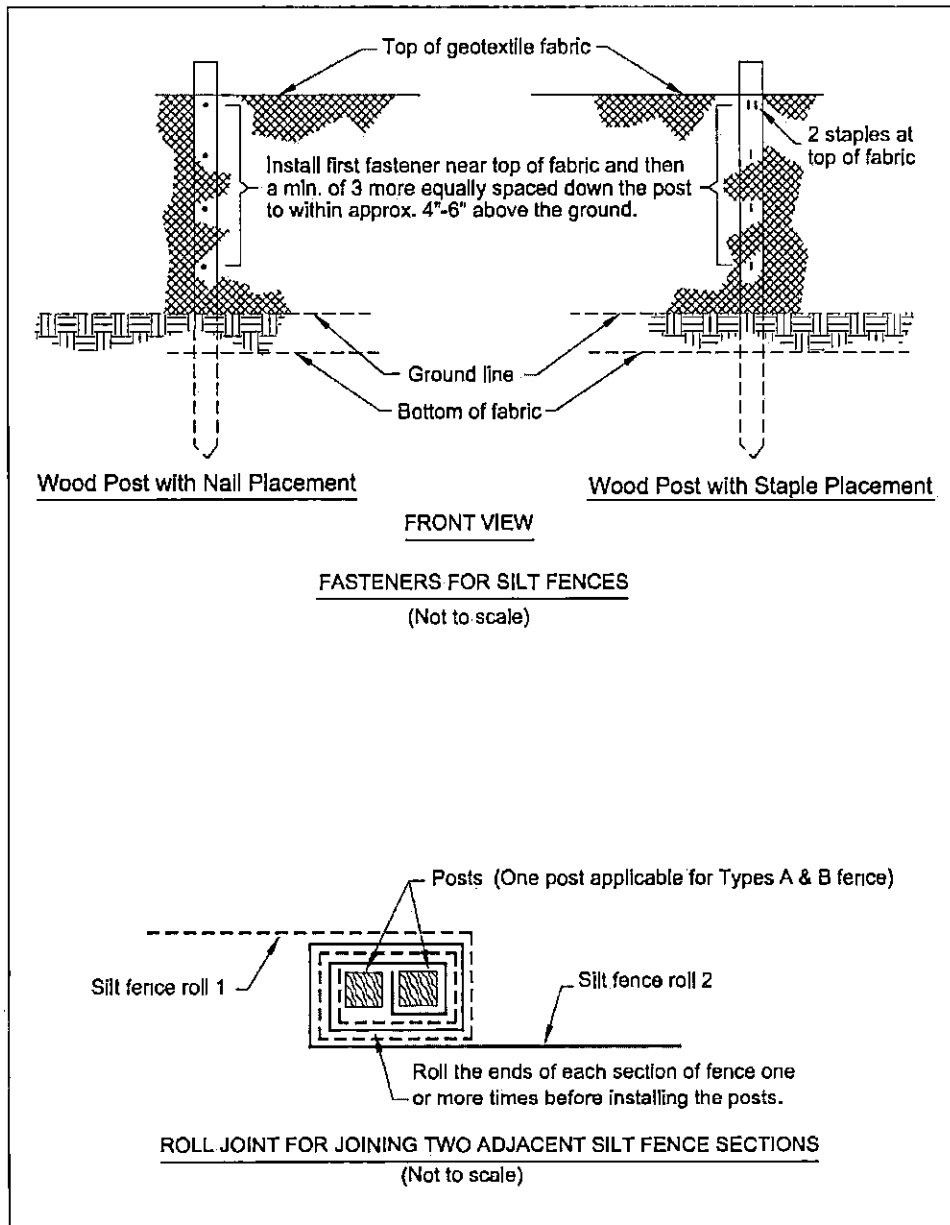 Top of geotextile fabric
2 staples at
top of fabric
Install first fastener near top of fabric and then
a min. of 3 more equally spaced down the post
to within approx. 4"-6" above the ground.
Ground line
Bottom of fabric
Wood Post with Nail Placement
Wood Post with Staple Placement
FRONT VIEW
FASTENERS FOR SILT FENCES
(Not to scale)
Posts (One post applicable for Types A & B fence)
Silt fence roll 1
Silt fence roll 2
Roll the ends of each section of fence one
or more times before installing the posts.
ROLL JOINT FOR JOINING TWO ADJACENT SILT FENCE SECTIONS
(Not to scale)